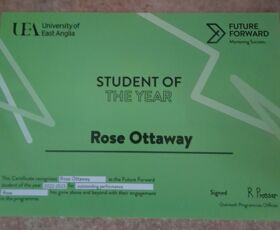 UEA University of East Anglia
FUTURE FORWARD
Mentoring Success
STUDENT OF
THE YEAR
Rose Ottaway
This Certificate recognises Rose Ottaway as the Future Forward
student of the year 2022-2023 for outstanding performance
Rose has gone above and beyond with their engagement
in the programme.
Signed
Outreach Programmes Officer